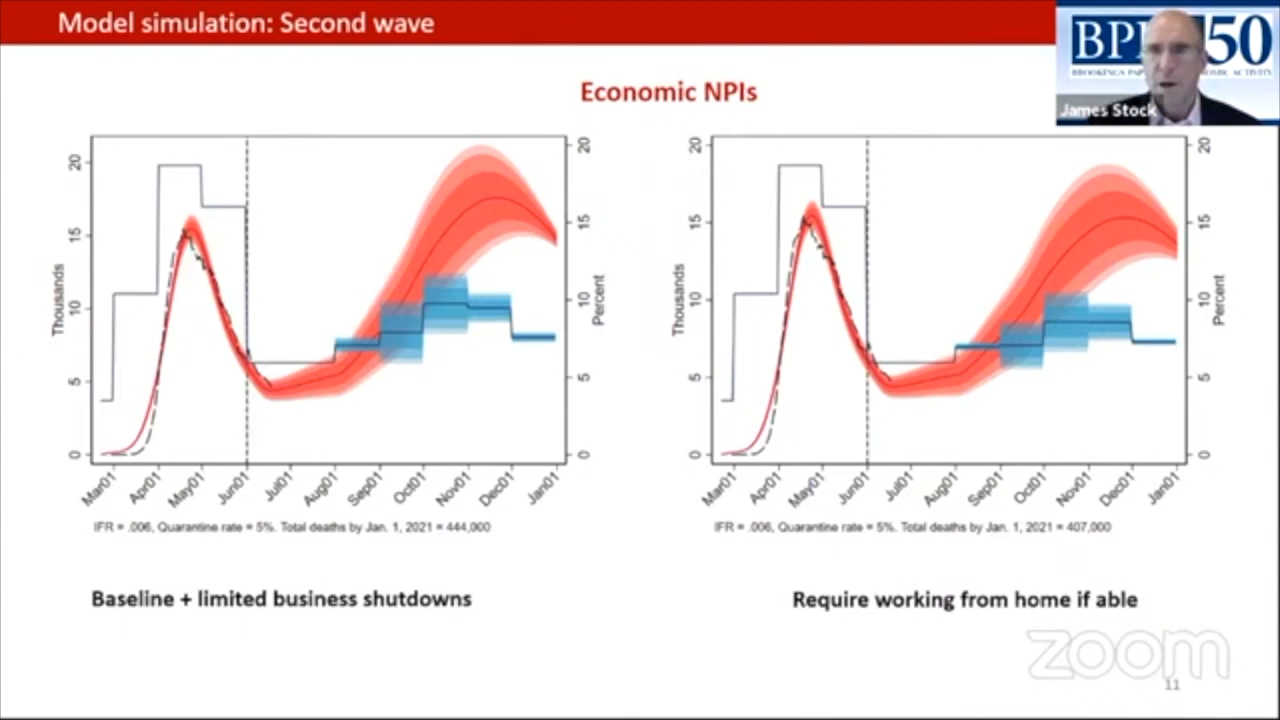 Model simulation: Second wave
James Stock
Economic NPIs
Thousands
0 5 10 15 20
Percent
0 5 10 15 20
Mar01 Apr01 May01 Jun01 Jul01 Aug01 Sep01 Oct01 Nov01 Dec01 Jan01
IFR = .006, Quarantine rate = 5%. Total deaths by Jan. 1, 2021 = 444,000
Baseline + limited business shutdowns
Thousands
0 5 10 15 20
Percent
0 5 10 15 20
Mar01 Apr01 May01 Jun01 Jul01 Aug01 Sep01 Oct01 Nov01 Dec01 Jan01
IFR = .006, Quarantine rate = 5%. Total deaths by Jan. 1, 2021 = 407,000
Require working from home if able
zoom
11